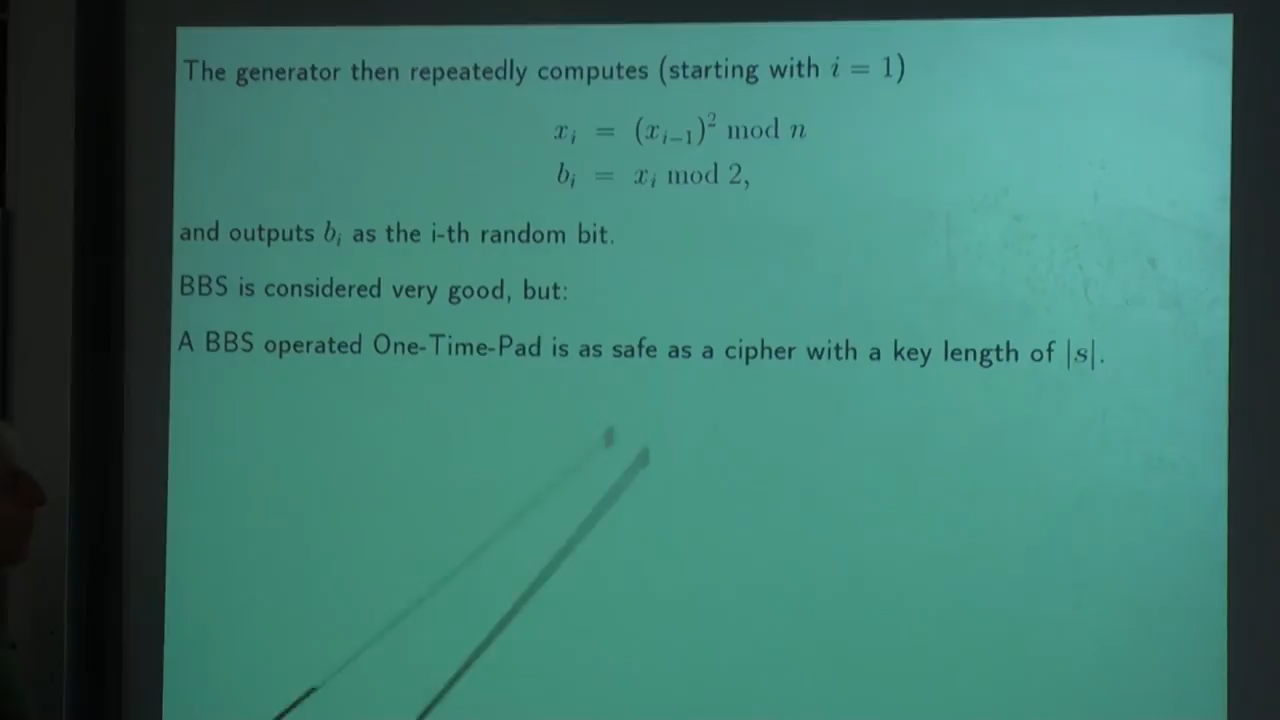 The generator then repeatedly computes (starting with i = 1)
x_i = (x_{i-1})^2 mod n
b_i = x_i mod 2,
and outputs b_i as the i-th random bit.
BBS is considered very good, but:
A BBS operated One-Time-Pad is as safe as a cipher with a key length of |s|.